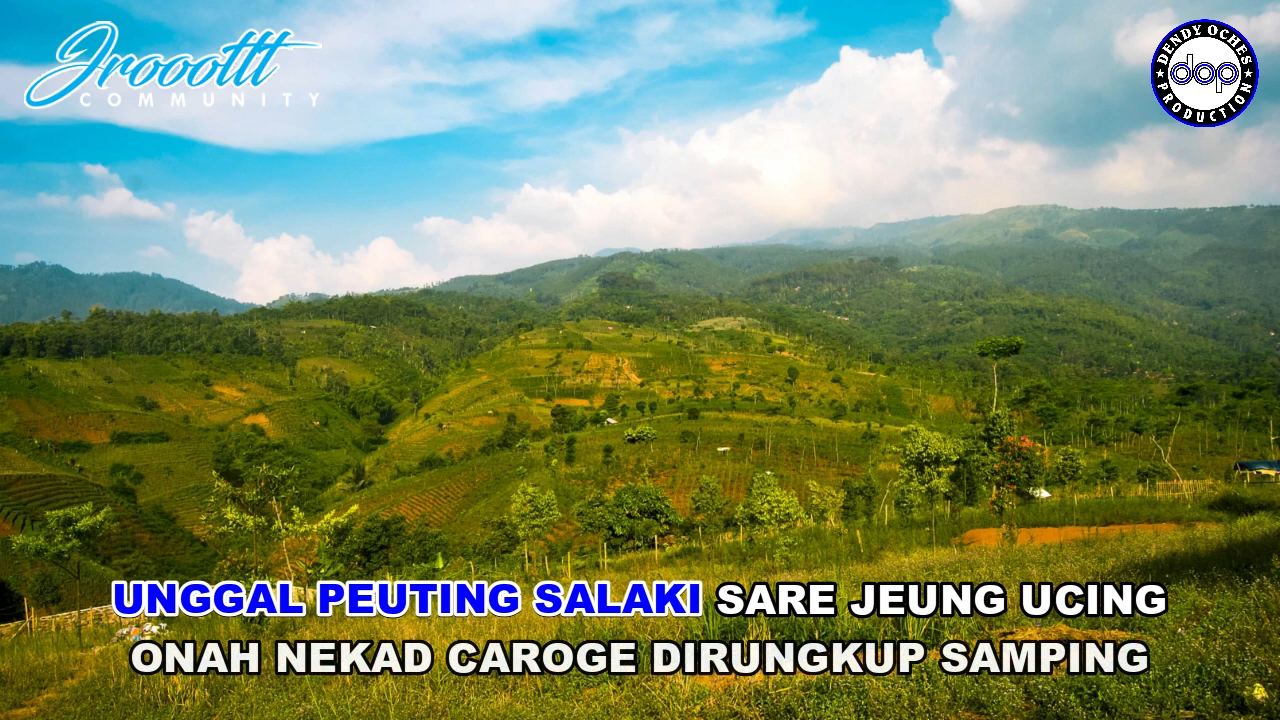 Jrooottt
COMMUNITY
DENDY OCHES
dop
PRODUCTION
UNGGAL PEUTING SALAKI SARE JEUNG UCING
ONAH NEKAD CAROGE DIRUNGKUP SAMPING